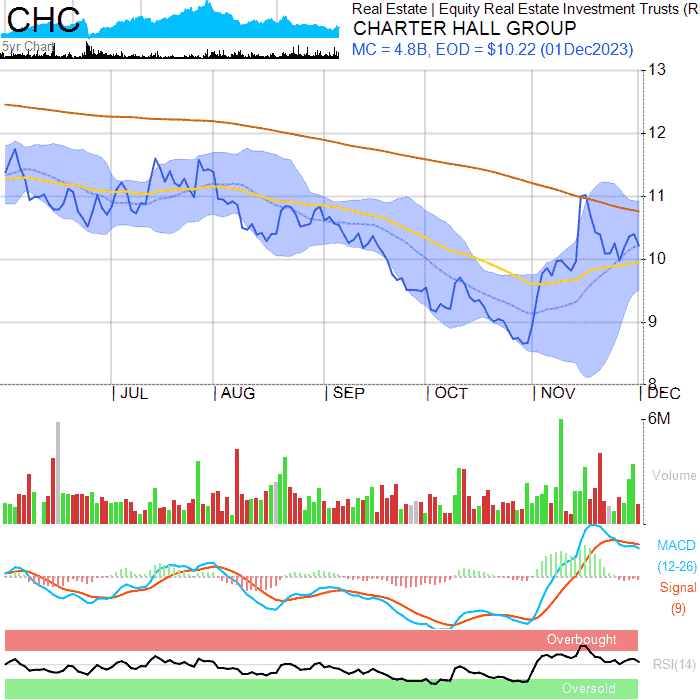 CHC
5yr Chart
Real Estate | Equity Real Estate Investment Trusts (R
CHARTER HALL GROUP
MC = 4.8B, EOD = $10.22 (01Dec2023)
13
12
11
10
9
8
JUL
AUG
SEP
OCT
NOV
DEC
6M
Volume
MACD
(12-26)
Signal
(9)
Overbought
RSI(14)
Oversold